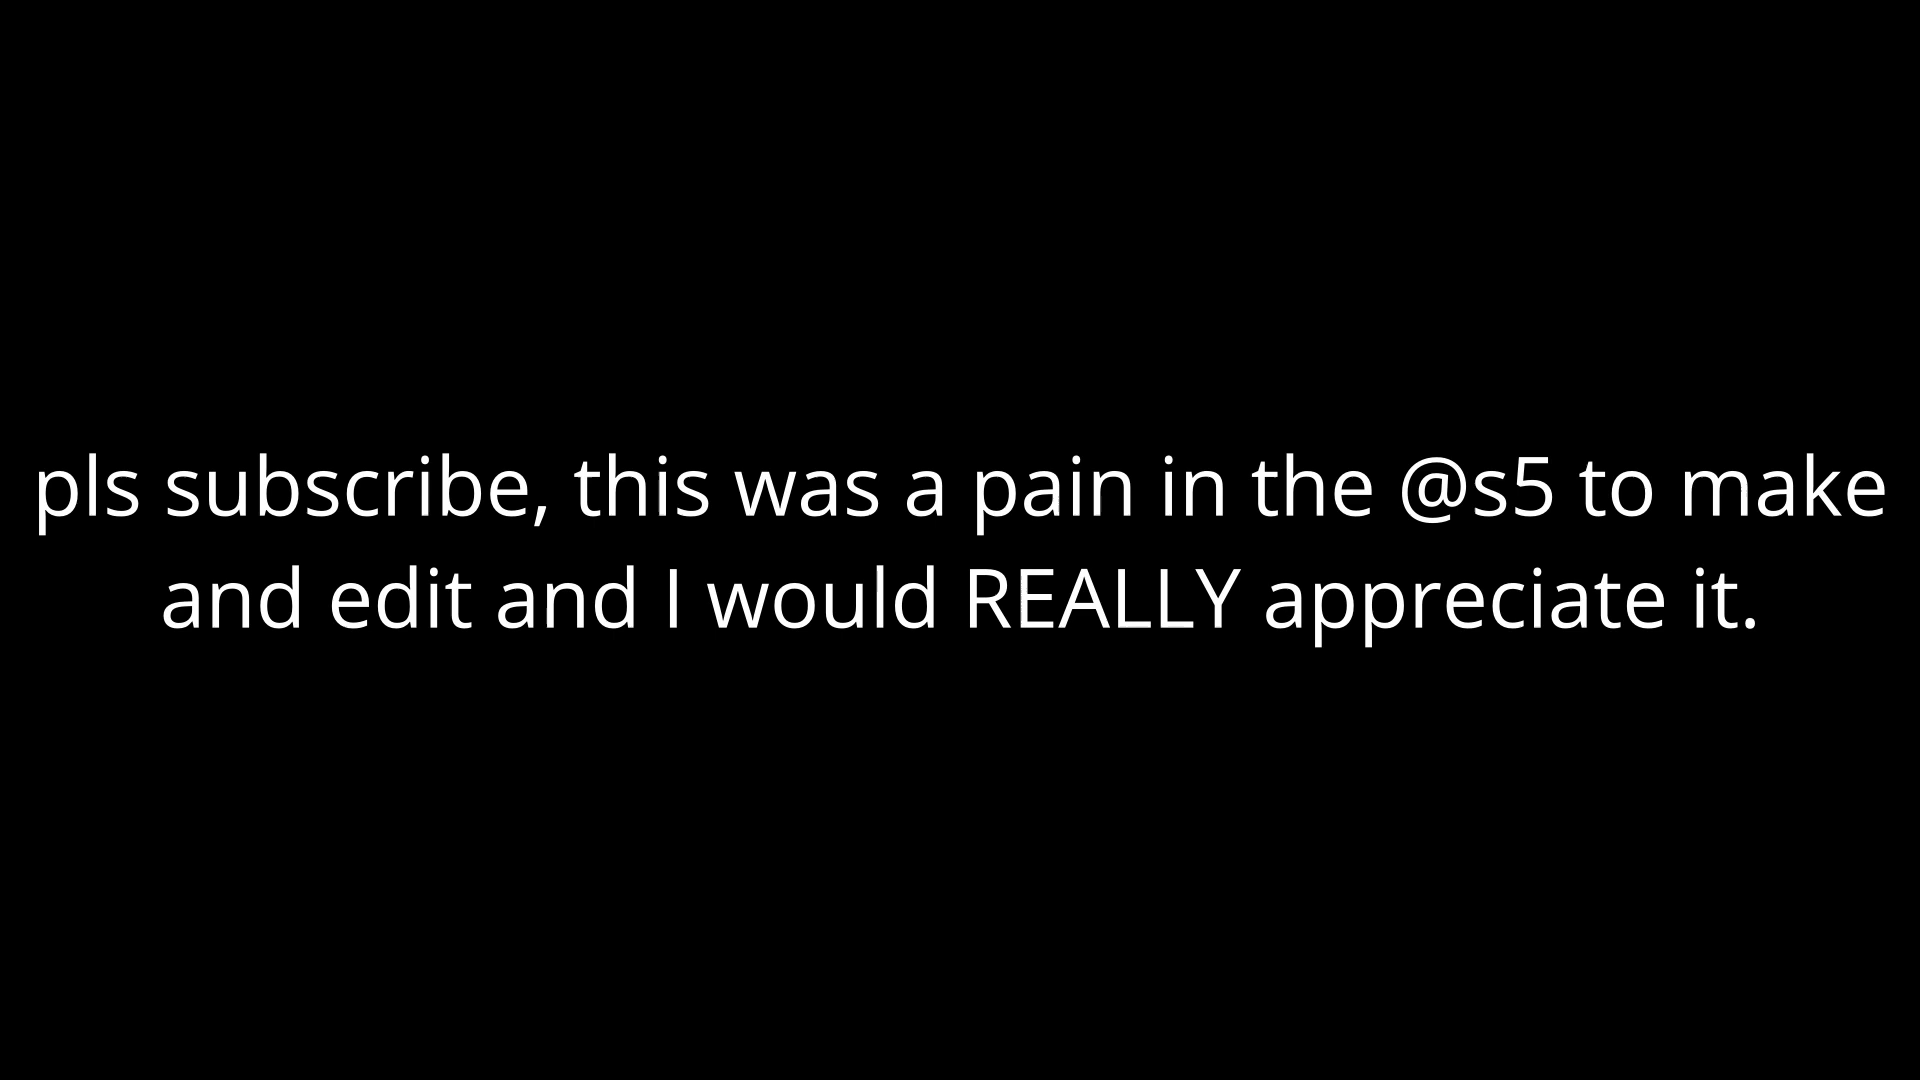 pls subscribe, this was a pain in the @s5 to make
and edit and I would REALLY appreciate it.